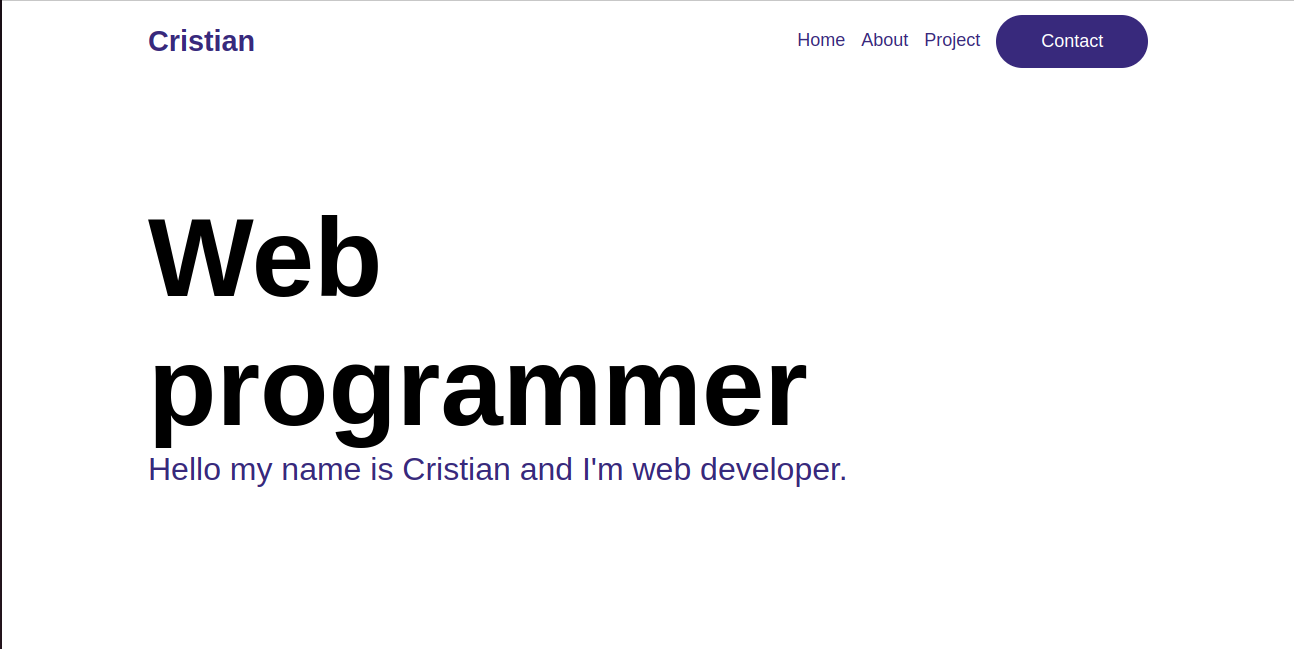 Cristian
Home About Project Contact
Web
programmer
Hello my name is Cristian and I'm web developer.